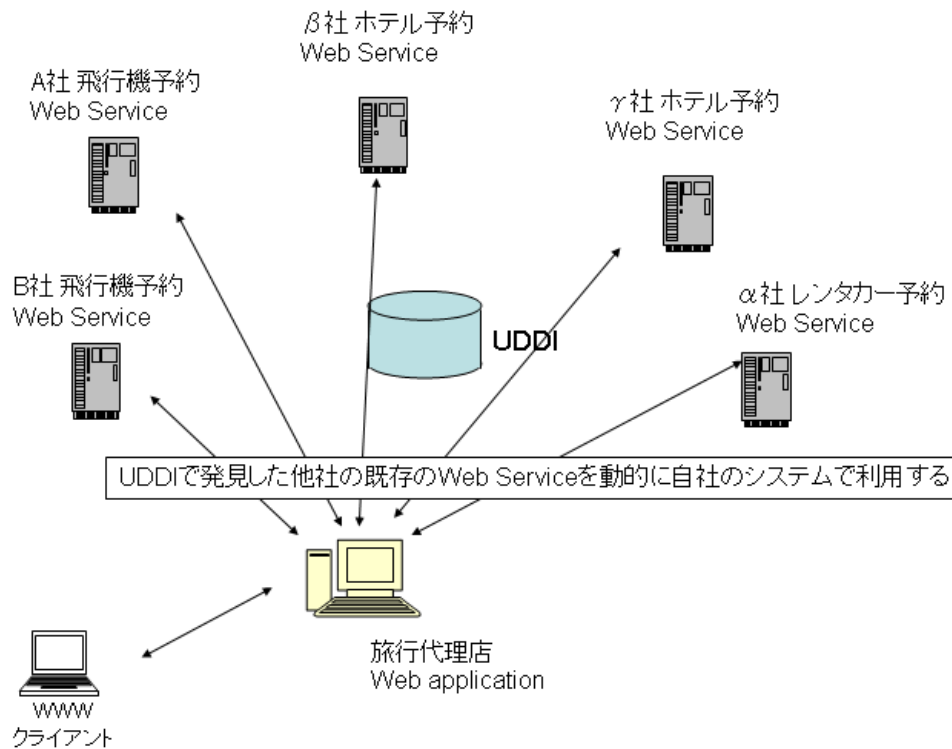 β社 ホテル予約
Web Service
A社 飛行機予約
Web Service
γ社 ホテル予約
Web Service
B社 飛行機予約
Web Service
α社 レンタカー予約
Web Service
UDDI
UDDIで発見した他社の既存のWeb Serviceを動的に自社のシステムで利用する
旅行代理店
Web application
WWW
クライアント